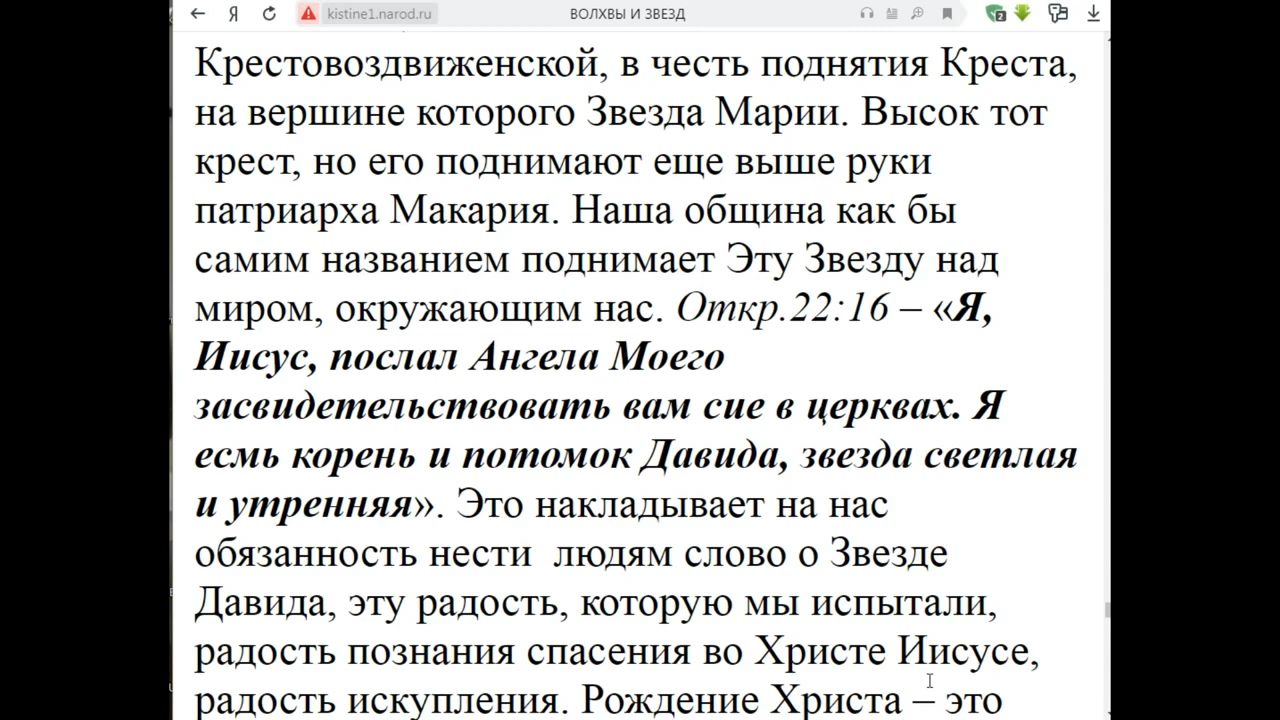 Я kistine1.narod.ru ВОЛХВЫ И ЗВЕЗД 2
Крестовоздвиженской, в честь поднятия Креста,
на вершине которого Звезда Марии. Высок тот
крест, но его поднимают еще выше руки
патриарха Макария. Наша община как бы
самим названием поднимает Эту Звезду над
миром, окружающим нас. Откр.22:16 – «Я,
Иисус, послал Ангела Моего
засвидетельствовать вам сие в церквах. Я
есмь корень и потомок Давида, звезда светлая
и утренняя». Это накладывает на нас
обязанность нести  людям слово о Звезде
Давида, эту радость, которую мы испытали,
радость познания спасения во Христе Иисусе,
радость искупления. Рождение Христа – это